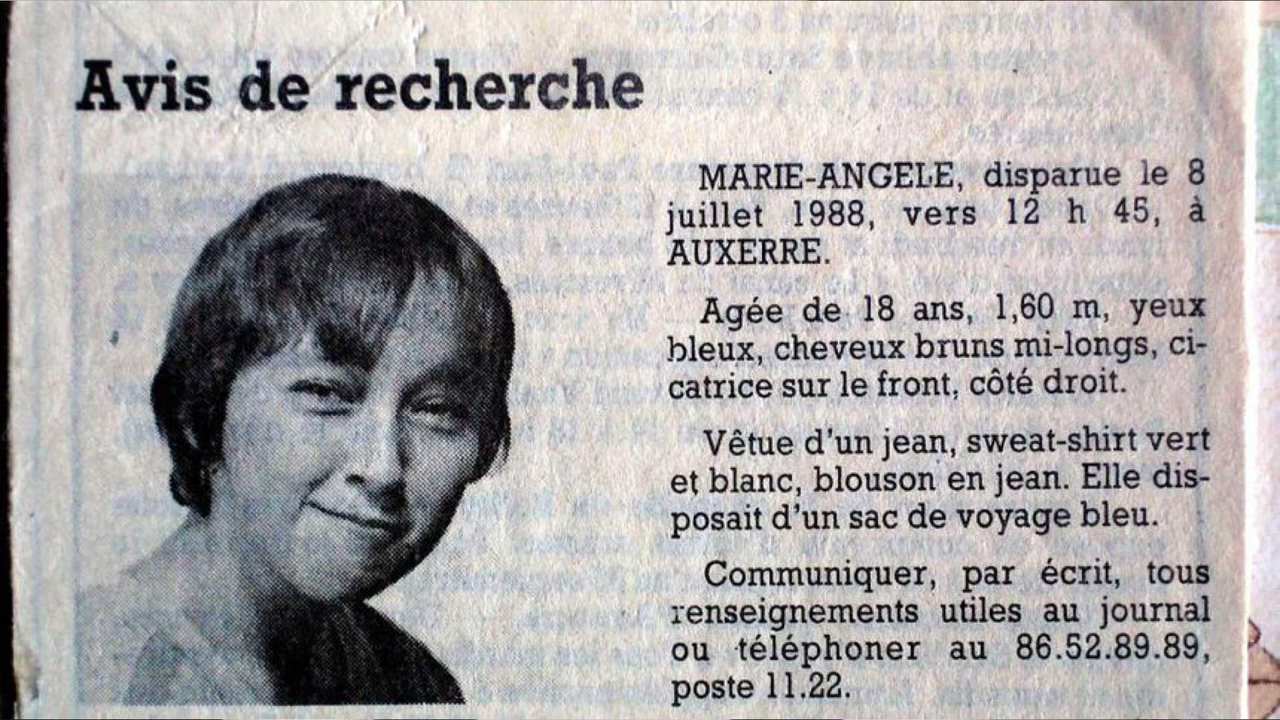 Avis de recherche
MARIE-ANGELE, disparue le 8
juillet 1988, vers 12 h 45, à
AUXERRE.
Agée de 18 ans, 1,60 m, yeux
bleux, cheveux bruns mi-longs, ci-
catrice sur le front, côté droit.
Vêtue d'un jean, sweat-shirt vert
et blanc, blouson en jean. Elle dis-
posait d'un sac de voyage bleu.
Communiquer, par écrit, tous
renseignements utiles au journal
ou téléphoner au 86.52.89.89,
poste 11.22.